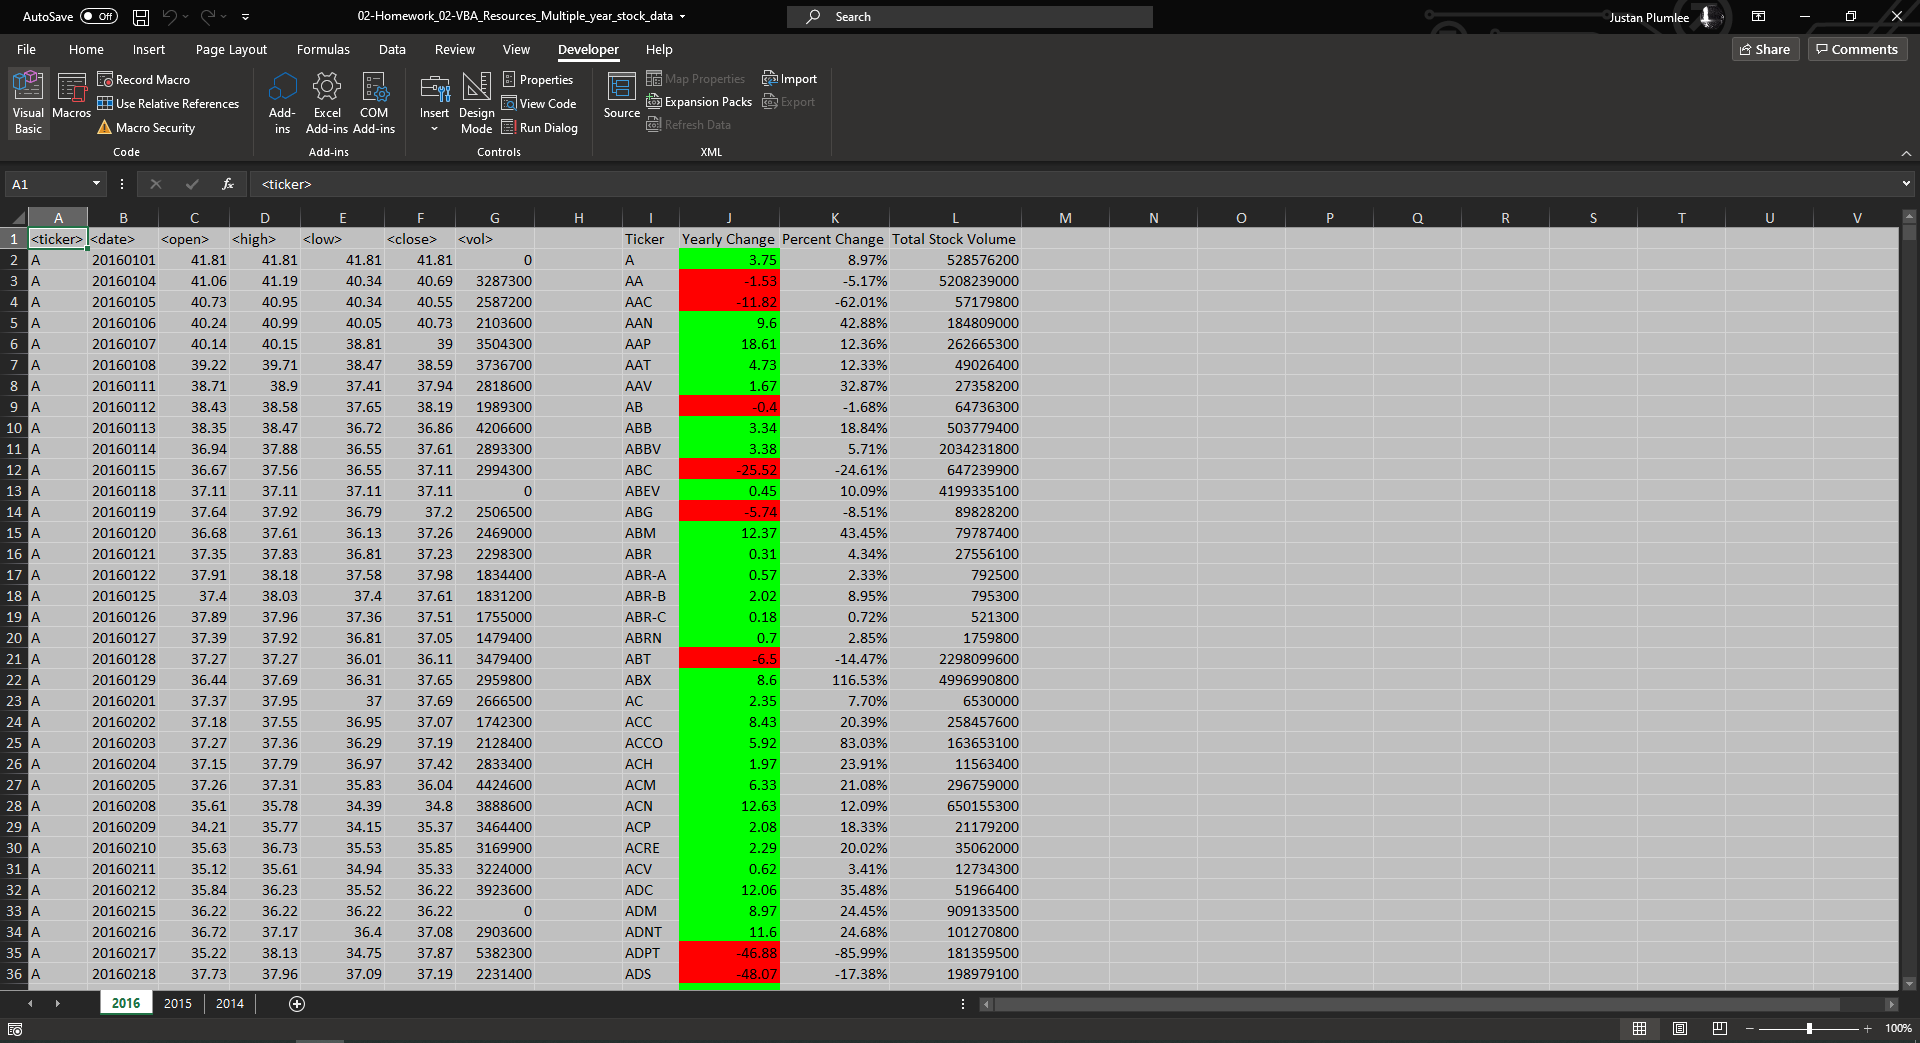 AutoSave Off 02-Homework_02-VBA_Resources_Multiple_year_stock_data Search Justan Plumlee
File Home Insert Page Layout Formulas Data Review View Developer Help Share Comments
Visual Basic Macros Record Macro Use Relative References Macro Security Code
Add-ins Excel Add-ins COM Add-ins Add-ins
Insert Design Mode Properties View Code Run Dialog Controls
Source Map Properties Expansion Packs Refresh Data Import Export XML
A1 fx <ticker>
A B C D E F G H I J K L M N O P Q R S T U V
1 <ticker> <date> <open> <high> <low> <close> <vol> Ticker Yearly Change Percent Change Total Stock Volume
2 A 20160101 41.81 41.81 41.81 41.81 0 A 3.75 8.97% 528576200
3 A 20160104 41.06 41.19 40.34 40.69 3287300 AA -1.53 -5.17% 5208239000
4 A 20160105 40.73 40.95 40.34 40.55 2587200 AAC -11.82 -62.01% 57179800
5 A 20160106 40.24 40.99 40.05 40.73 2103600 AAN 9.6 42.88% 184809000
6 A 20160107 40.14 40.15 38.81 39 3504300 AAP 18.61 12.36% 262665300
7 A 20160108 39.22 39.71 38.47 38.59 3736700 AAT 4.73 12.33% 49026400
8 A 20160111 38.71 38.9 37.41 37.94 2818600 AAV 1.67 32.87% 27358200
9 A 20160112 38.43 38.58 37.65 38.19 1989300 AB -0.4 -1.68% 64736300
10 A 20160113 38.35 38.47 36.72 36.86 4206600 ABB 3.34 18.84% 503779400
11 A 20160114 36.94 37.88 36.55 37.61 2893300 ABBV 3.38 5.71% 2034231800
12 A 20160115 36.67 37.56 36.55 37.11 2994300 ABC -25.52 -24.61% 647239900
13 A 20160118 37.11 37.11 37.11 37.11 0 ABEV 0.45 10.09% 4199335100
14 A 20160119 37.64 37.92 36.79 37.2 2506500 ABG -5.74 -8.51% 89828200
15 A 20160120 36.68 37.61 36.13 37.26 2469000 ABM 12.37 43.45% 79787400
16 A 20160121 37.35 37.83 36.81 37.23 2298300 ABR 0.31 4.34% 27556100
17 A 20160122 37.91 38.18 37.58 37.98 1834400 ABR-A 0.57 2.33% 792500
18 A 20160125 37.4 38.03 37.4 37.61 1831200 ABR-B 2.02 8.95% 795300
19 A 20160126 37.89 37.96 37.36 37.51 1755000 ABR-C 0.18 0.72% 521300
20 A 20160127 37.39 37.92 36.81 37.05 1479400 ABRN 0.7 2.85% 1759800
21 A 20160128 37.27 37.27 36.01 36.11 3479400 ABT -6.5 -14.47% 2298099600
22 A 20160129 36.44 37.69 36.31 37.65 2959800 ABX 8.6 116.53% 4996990800
23 A 20160201 37.37 37.95 37 37.69 2666500 AC 2.35 7.70% 6530000
24 A 20160202 37.18 37.55 36.95 37.07 1742300 ACC 8.43 20.39% 258457600
25 A 20160203 37.27 37.36 36.29 37.19 2128400 ACCO 5.92 83.03% 163653100
26 A 20160204 37.15 37.79 36.97 37.42 2833400 ACH 1.97 23.91% 11563400
27 A 20160205 37.26 37.31 35.83 36.04 4424600 ACM 6.33 21.08% 296759000
28 A 20160208 35.61 35.78 34.39 34.8 3888600 ACN 12.63 12.09% 650155300
29 A 20160209 34.21 35.77 34.15 35.37 3464400 ACP 2.08 18.33% 21179200
30 A 20160210 35.63 36.73 35.53 35.85 3169900 ACRE 2.29 20.02% 35062000
31 A 20160211 35.12 35.61 34.94 35.33 3224000 ACV 0.62 3.41% 12734300
32 A 20160212 35.84 36.23 35.52 36.22 3923600 ADC 12.06 35.48% 51966400
33 A 20160215 36.22 36.22 36.22 36.22 0 ADM 8.97 24.45% 909133500
34 A 20160216 36.72 37.17 36.4 37.08 2903600 ADNT 11.6 24.68% 101270800
35 A 20160217 35.22 38.13 34.75 37.87 5382300 ADPT -46.88 -85.99% 181359500
36 A 20160218 37.73 37.96 37.09 37.19 2231400 ADS -48.07 -17.38% 198979100
2016 2015 2014
100%